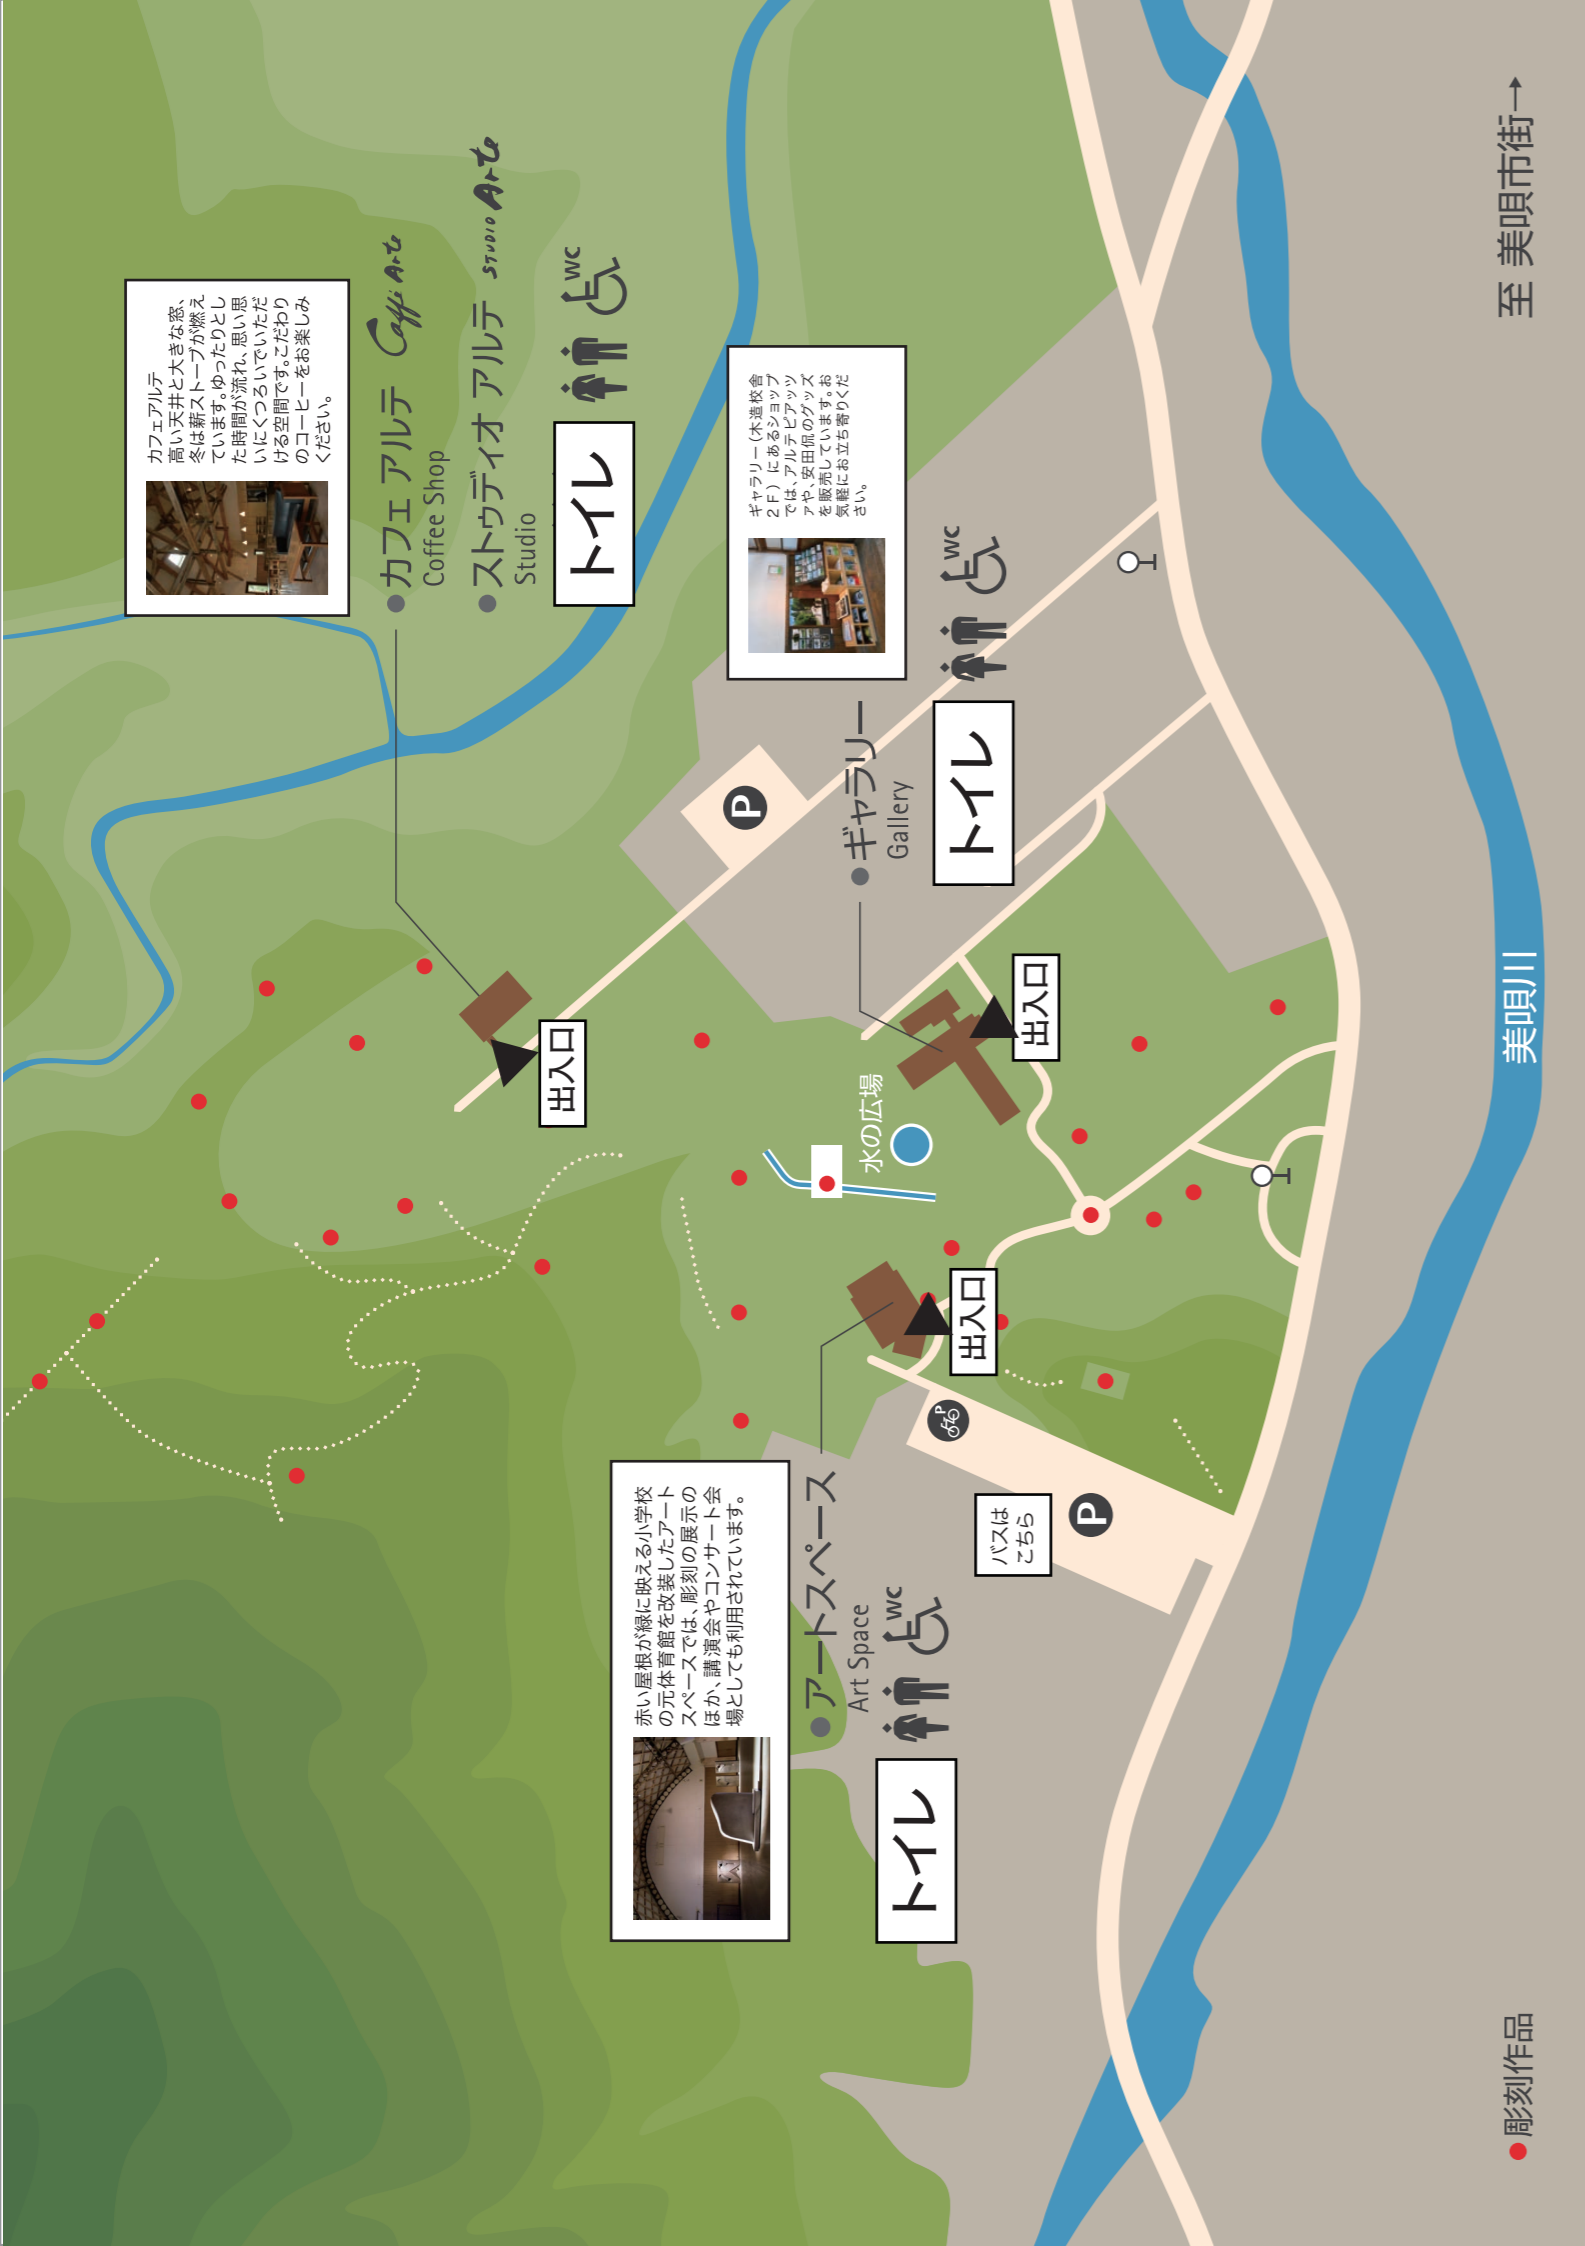 カフェアルテ
高い天井と大きな窓、
冬は薪ストーブが燃え
ています。ゆったりとし
た時間が流れ、思い思
いにくつろいでいただ
ける空間です。こだわり
のコーヒーをお楽しみ
ください。
カフェ アルテ Caffè Arte
Coffee Shop
ストゥディオ アルテ STUDIO Arte
Studio
トイレ
WC
出入口
P
ギャラリー(木造校舎
2F)にあるショップ
では、アルテピアッツ
ァや、安田侃のグッズ
を販売しています。お
気軽にお立ち寄りくだ
さい。
ギャラリー
Gallery
トイレ
WC
出入口
水の広場
赤い屋根が緑に映える小学校
の元体育館を改装したアート
スペースでは、彫刻の展示の
ほか、講演会やコンサート会
場としても利用されています。
アートスペース
Art Space
トイレ
WC
出入口
P
バスは
こちら
P
美唄川
至 美唄市街→
彫刻作品